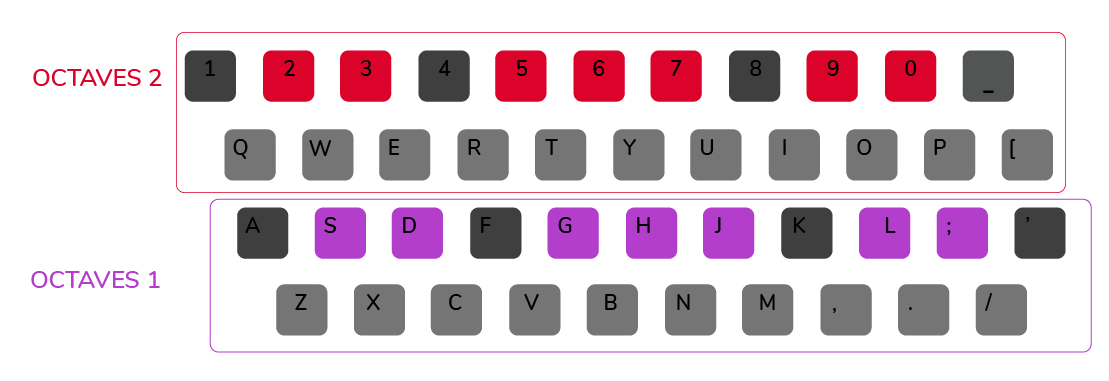 OCTAVES 2
1 2 3 4 5 6 7 8 9 0 _
Q W E R T Y U I O P [
A S D F G H J K L ; '
OCTAVES 1
Z X C V B N M , . /